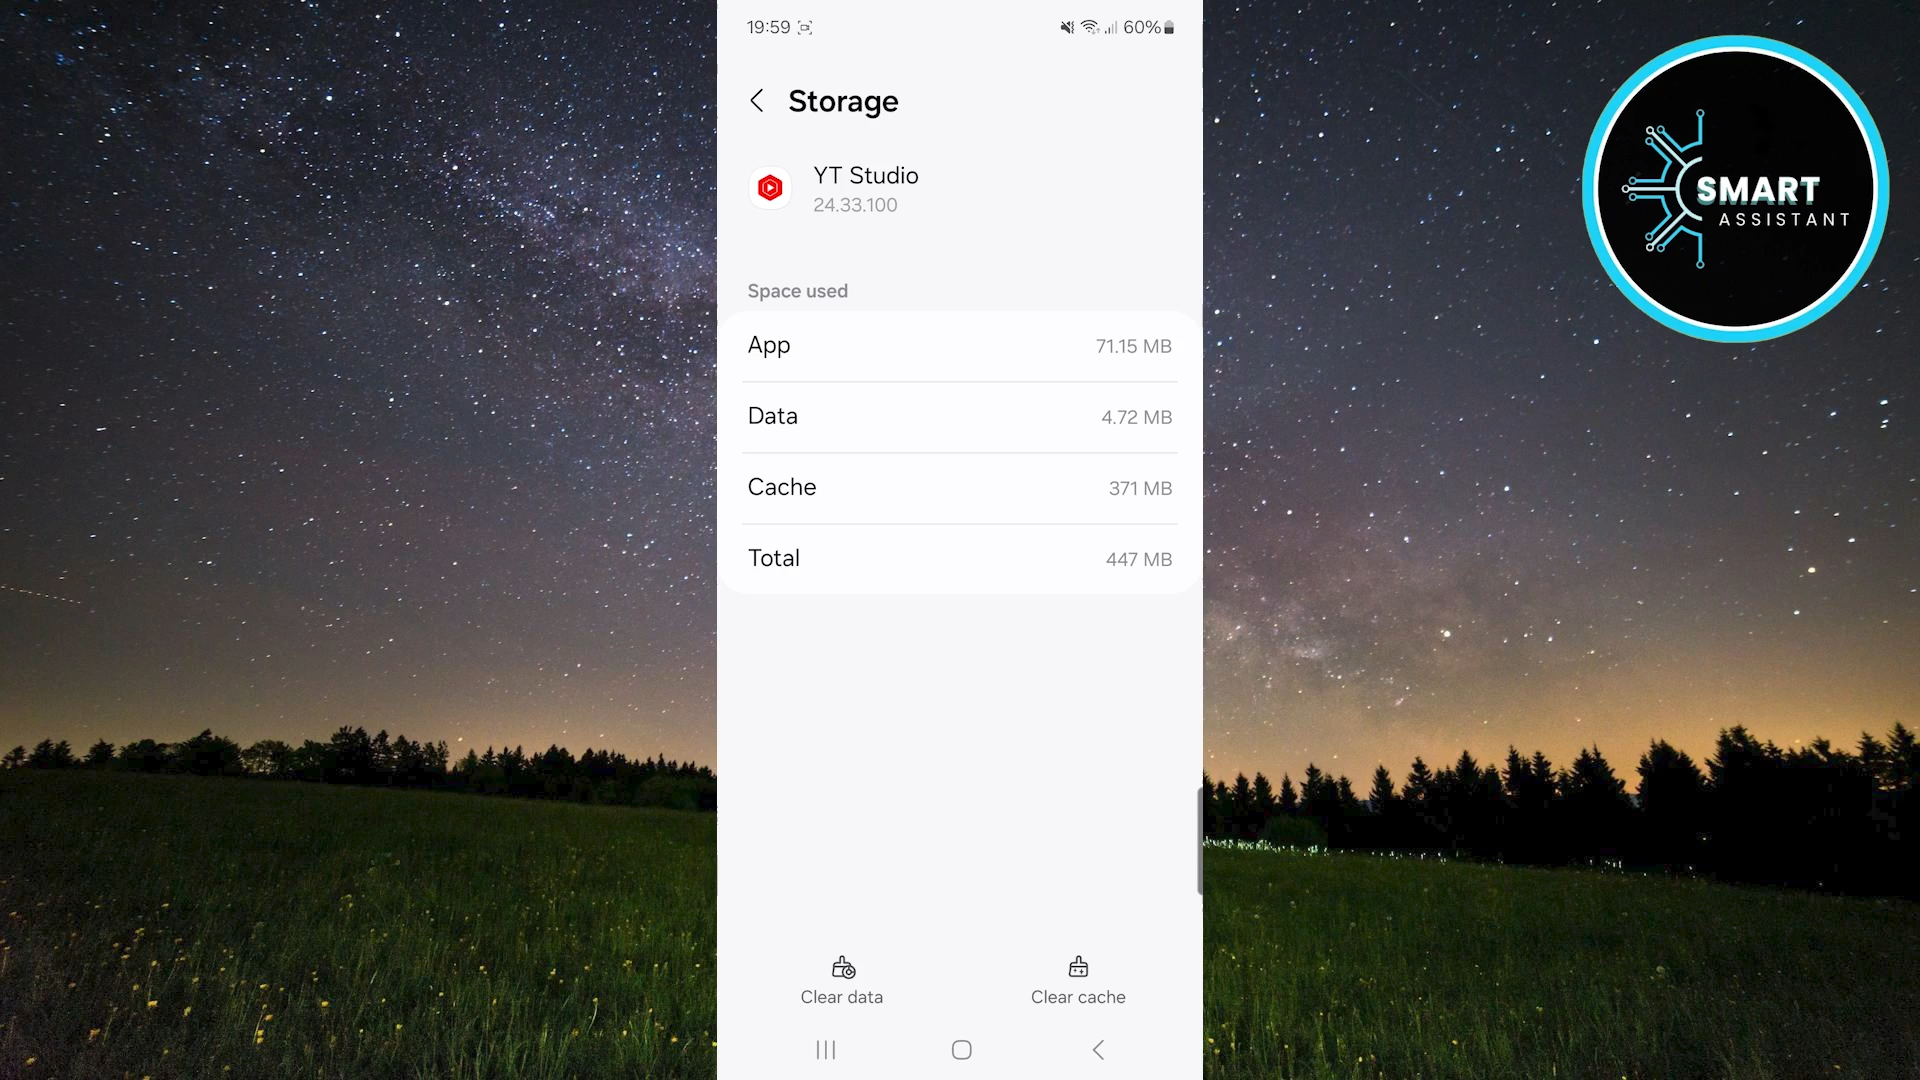 19:59
60%
Storage
YT Studio
24.33.100
Space used
App
71.15 MB
Data
4.72 MB
Cache
371 MB
Total
447 MB
Clear data
Clear cache
SMART
ASSISTANT